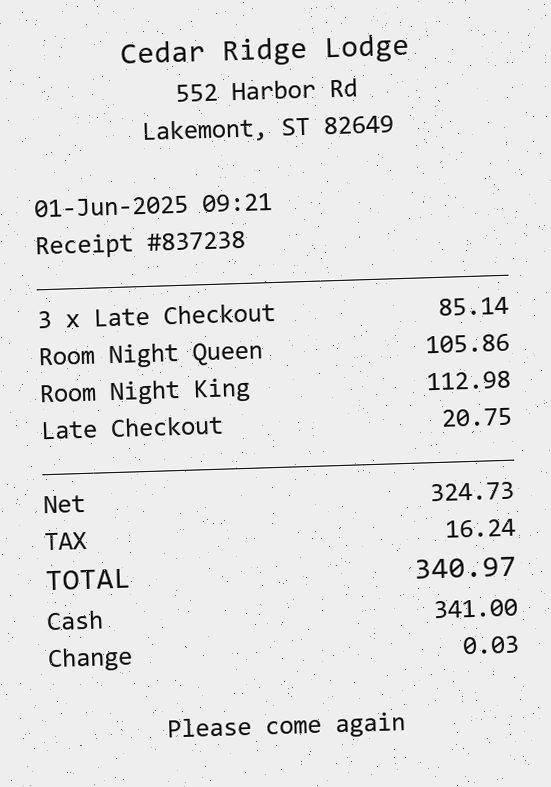 Cedar Ridge Lodge
552 Harbor Rd
Lakemont, ST 82649
01-Jun-2025 09:21
Receipt #837238
3 x Late Checkout 85.14
Room Night Queen 105.86
Room Night King 112.98
Late Checkout 20.75
Net 324.73
TAX 16.24
TOTAL 340.97
Cash 341.00
Change 0.03
Please come again